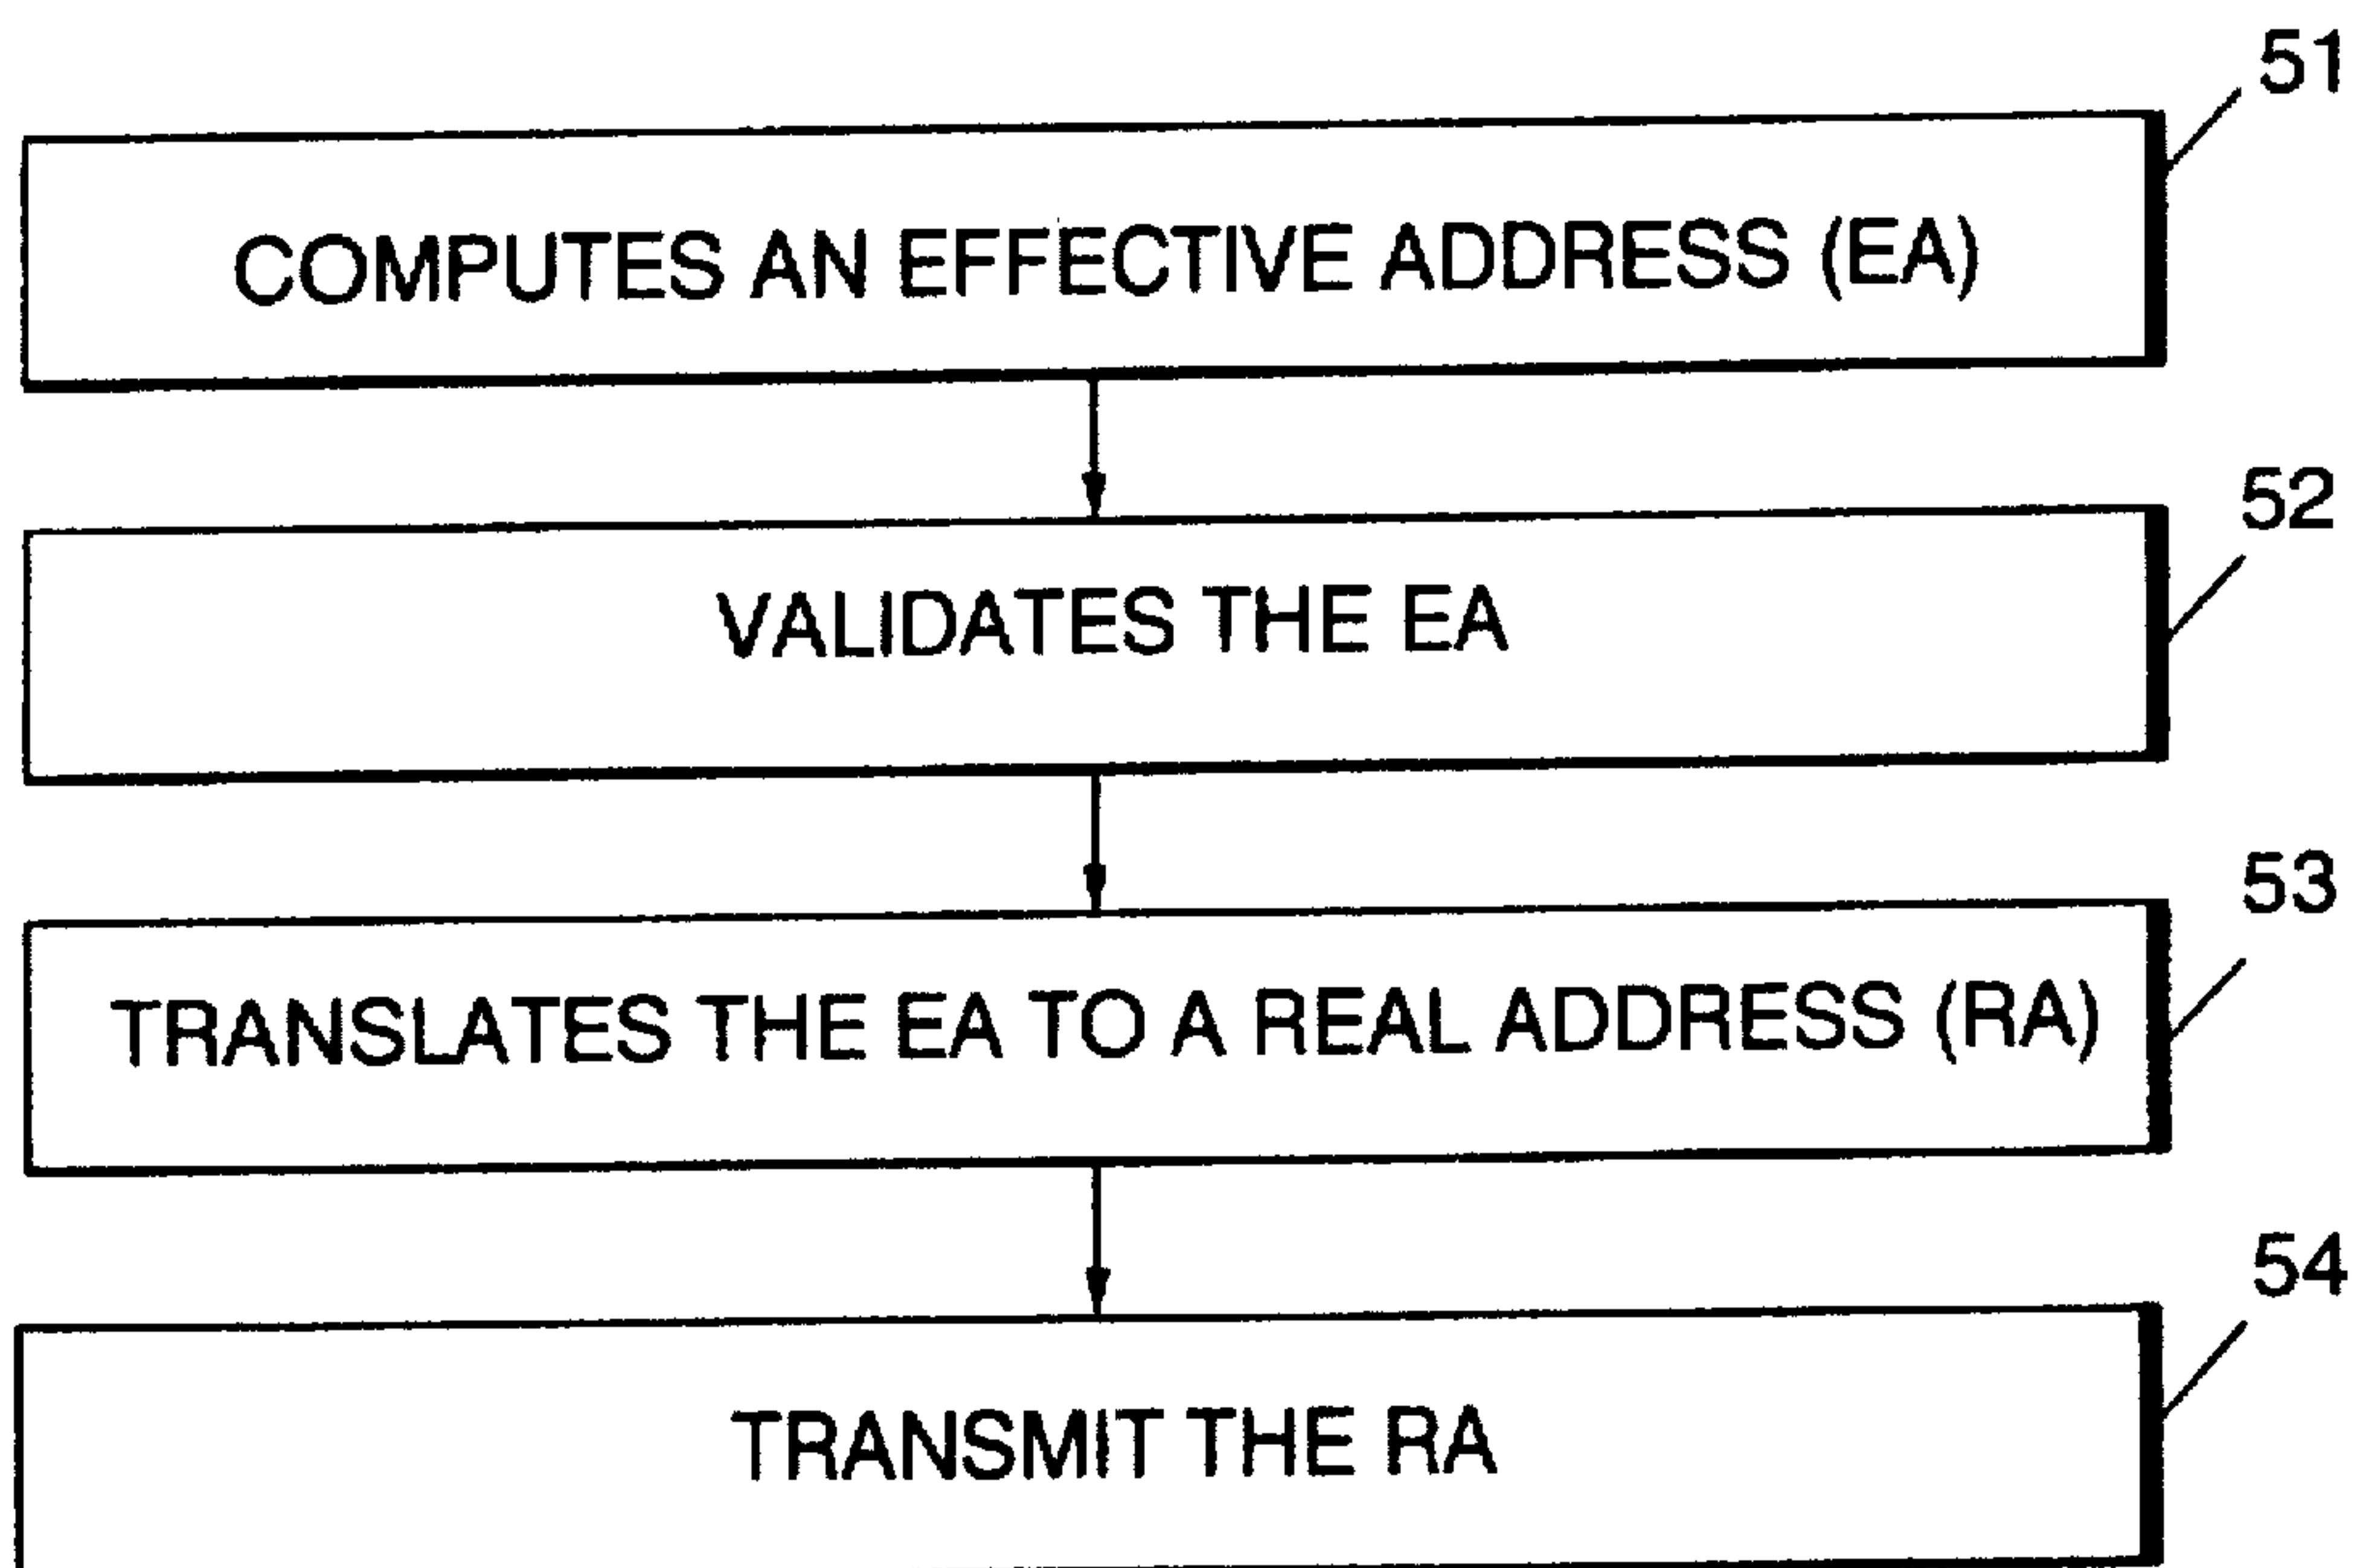 51
COMPUTES AN EFFECTIVE ADDRESS (EA)
52
VALIDATES THE EA
53
TRANSLATES THE EA TO A REAL ADDRESS (RA)
54
TRANSMIT THE RA